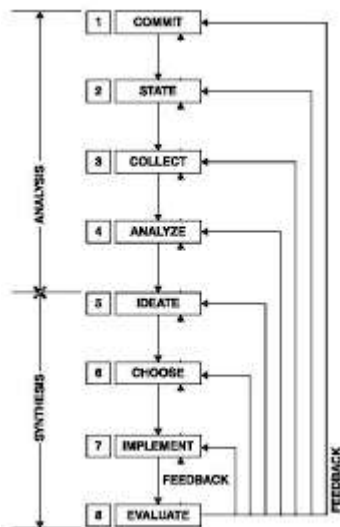 1 COMMIT
2 STATE
3 COLLECT
ANALYSIS
4 ANALYZE
5 IDEATE
6 CHOOSE
SYNTHESIS
7 IMPLEMENT
FEEDBACK
8 EVALUATE
FEEDBACK